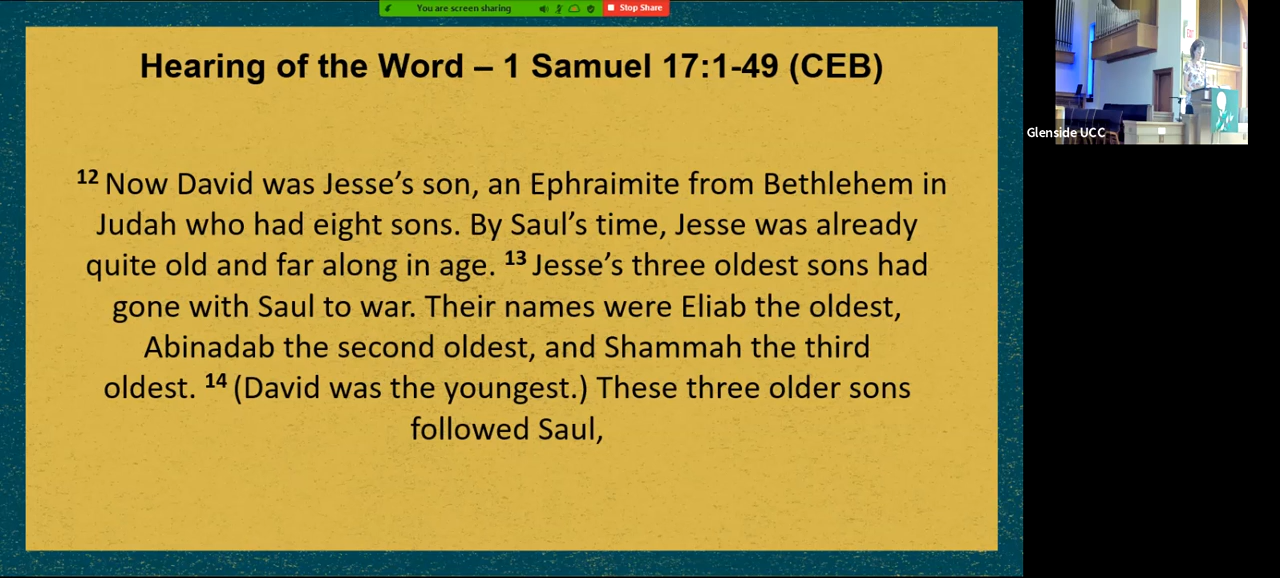 You are screen sharing
Stop Share
Hearing of the Word – 1 Samuel 17:1-49 (CEB)
Glenside UCC
12 Now David was Jesse’s son, an Ephraimite from Bethlehem in
Judah who had eight sons. By Saul’s time, Jesse was already
quite old and far along in age. 13 Jesse’s three oldest sons had
gone with Saul to war. Their names were Eliab the oldest,
Abinadab the second oldest, and Shammah the third
oldest. 14 (David was the youngest.) These three older sons
followed Saul,